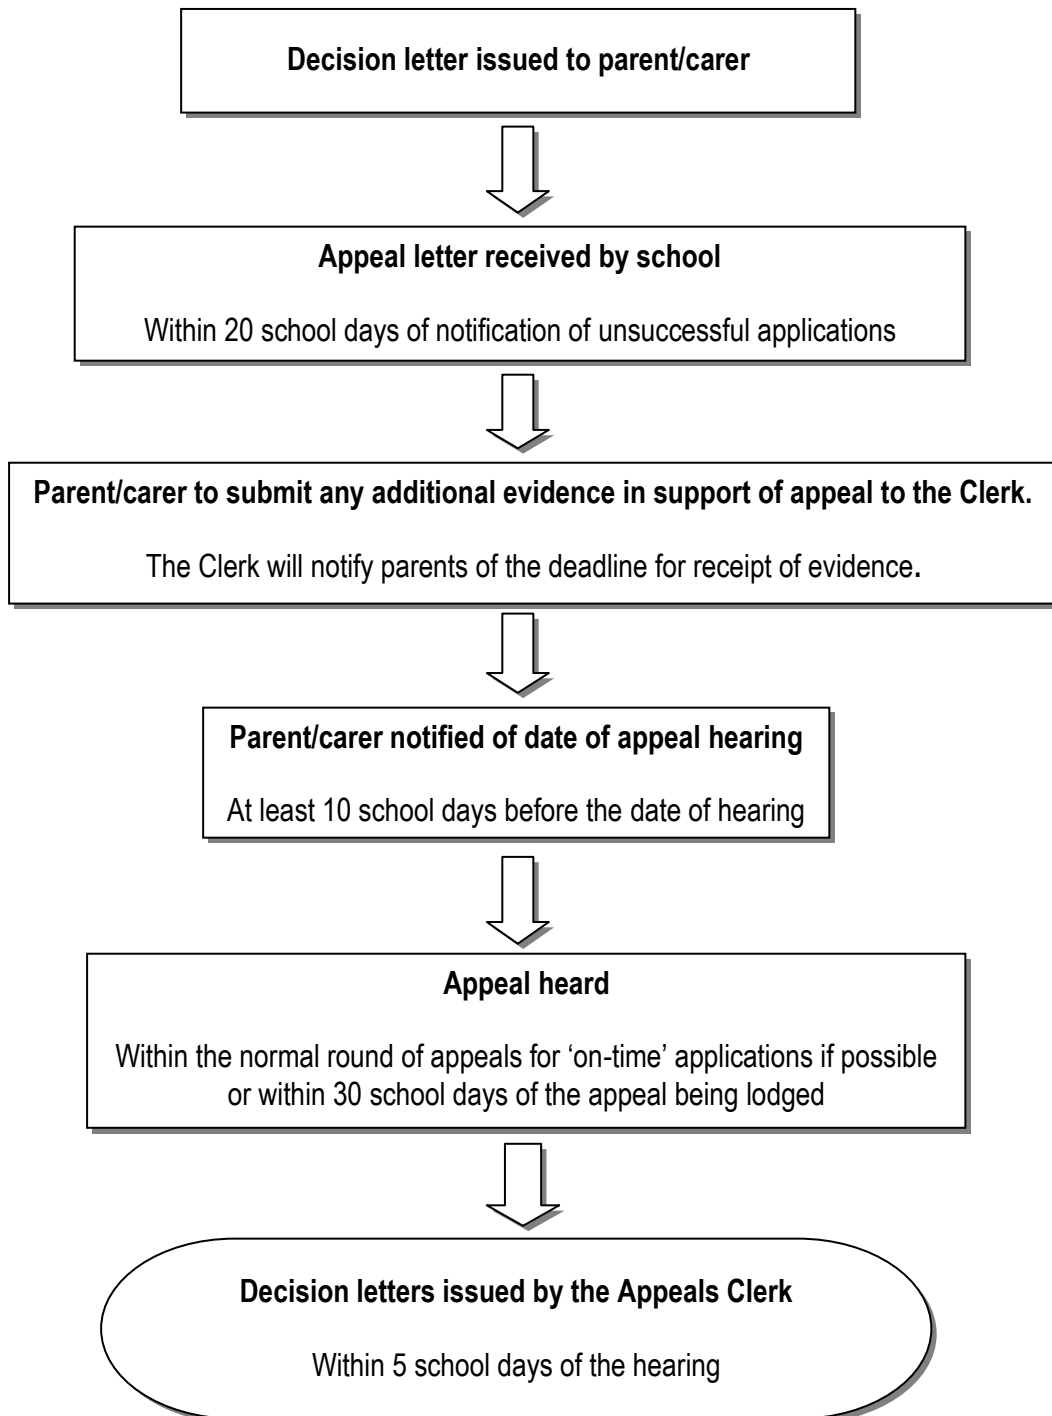 Decision letter issued to parent/carer
Appeal letter received by school
Within 20 school days of notification of unsuccessful applications
Parent/carer to submit any additional evidence in support of appeal to the Clerk.
The Clerk will notify parents of the deadline for receipt of evidence.
Parent/carer notified of date of appeal hearing
At least 10 school days before the date of hearing
Appeal heard
Within the normal round of appeals for ‘on-time’ applications if possible
or within 30 school days of the appeal being lodged
Decision letters issued by the Appeals Clerk
Within 5 school days of the hearing